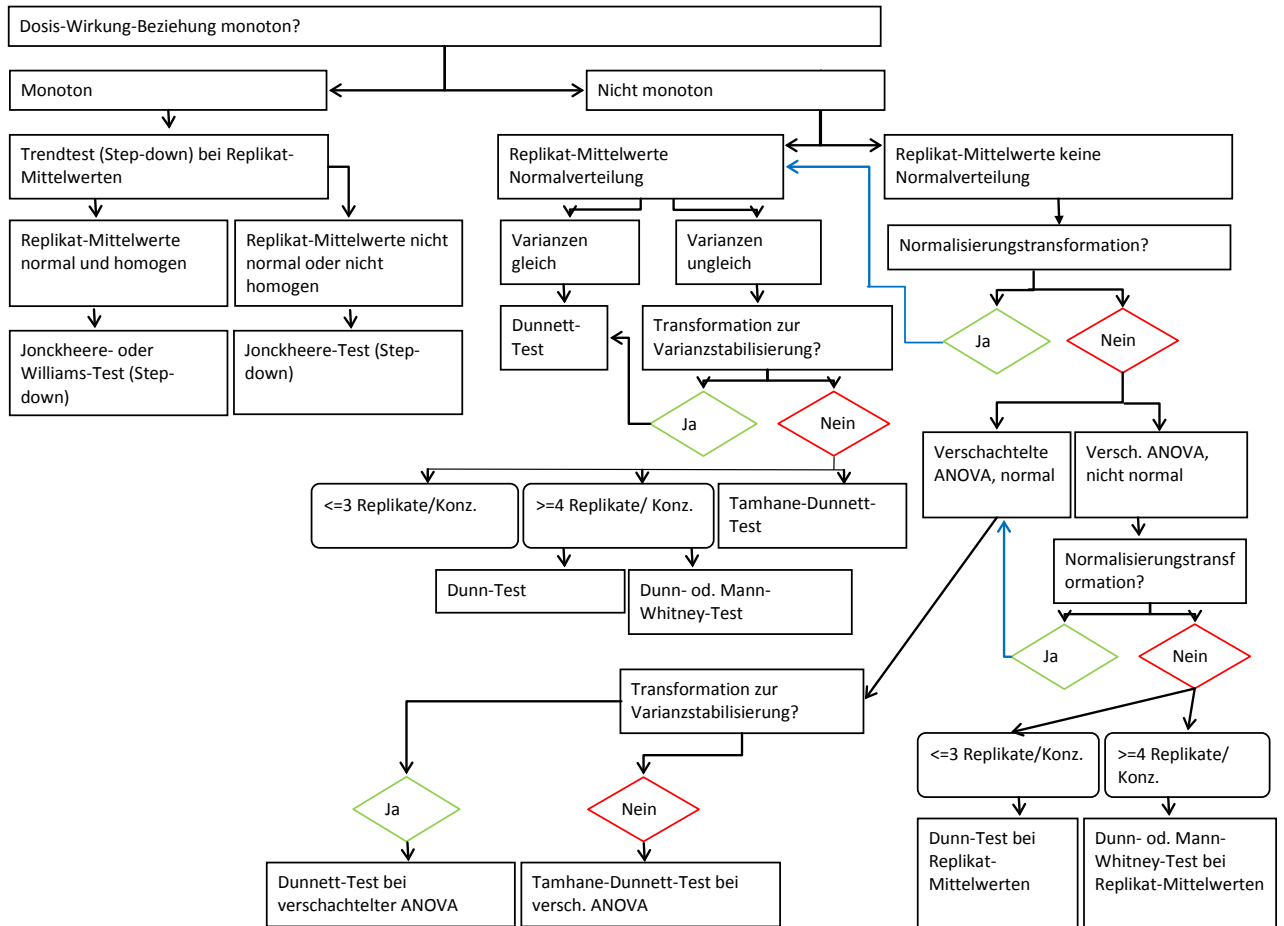 Dosis-Wirkung-Beziehung monoton?
Monoton
Nicht monoton
Trendtest (Step-down) bei Replikat-
Mittelwerten
Replikat-Mittelwerte
Normalverteilung
Replikat-Mittelwerte keine
Normalverteilung
Replikat-Mittelwerte
normal und homogen
Replikat-Mittelwerte nicht
normal oder nicht
homogen
Varianzen
gleich
Varianzen
ungleich
Normalisierungstransformation?
Jonckheere- oder
Williams-Test (Step-
down)
Jonckheere-Test (Step-
down)
Dunnett-
Test
Transformation zur
Varianzstabilisierung?
Ja
Nein
Ja
Nein
Verschachtelte
ANOVA, normal
Versch. ANOVA,
nicht normal
<=3 Replikate/Konz.
>=4 Replikate/ Konz.
Tamhane-Dunnett-
Test
Dunn-Test
Dunn- od. Mann-
Whitney-Test
Normalisierungstransf
ormation?
Ja
Nein
Transformation zur
Varianzstabilisierung?
<=3 Replikate/Konz.
>=4 Replikate/
Konz.
Ja
Nein
Dunn-Test bei
Replikat-
Mittelwerten
Dunn- od. Mann-
Whitney-Test bei
Replikat-Mittelwerten
Dunnett-Test bei
verschachtelter ANOVA
Tamhane-Dunnett-Test bei
versch. ANOVA